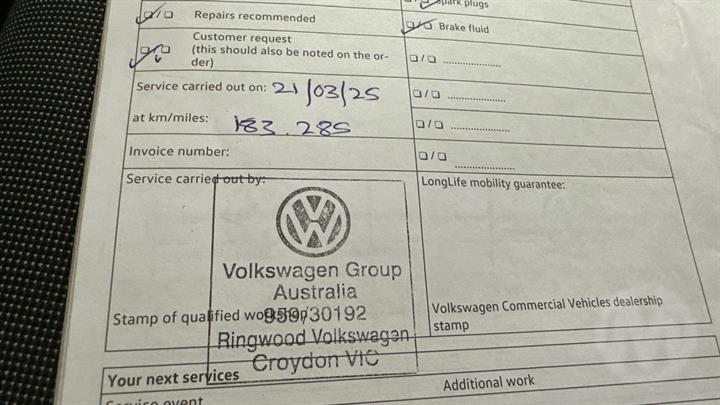 Spark plugs
Repairs recommended
Brake fluid
Customer request
(this should also be noted on the or-
der)
Service carried out on: 21/03/25
at km/miles: 183.285
Invoice number:
Service carried out by:
LongLife mobility guarantee:
Volkswagen Group
Australia
Stamp of qualified workshop
30192
Ringwood Volkswagen
Croydon VIC
Volkswagen Commercial Vehicles dealership
stamp
Your next services
Additional work
Service event